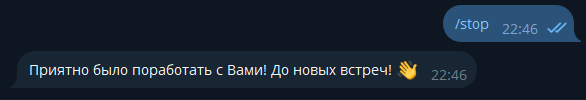 /stop 22:46
Приятно было поработать с Вами! До новых встреч! 👋 22:46